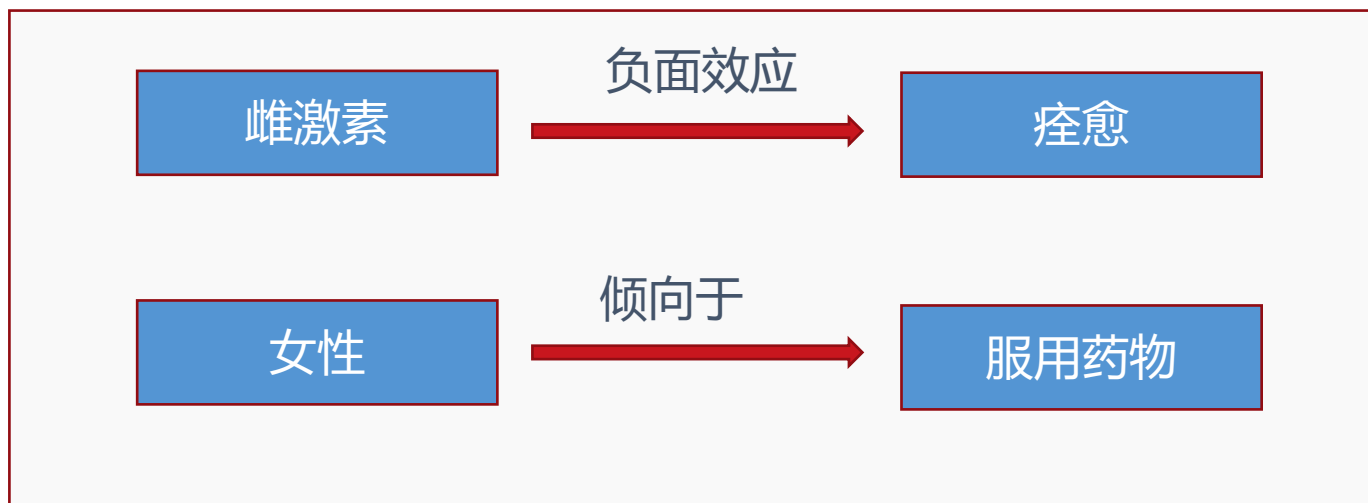 负面效应
雌激素
痊愈
倾向于
女性
服用药物